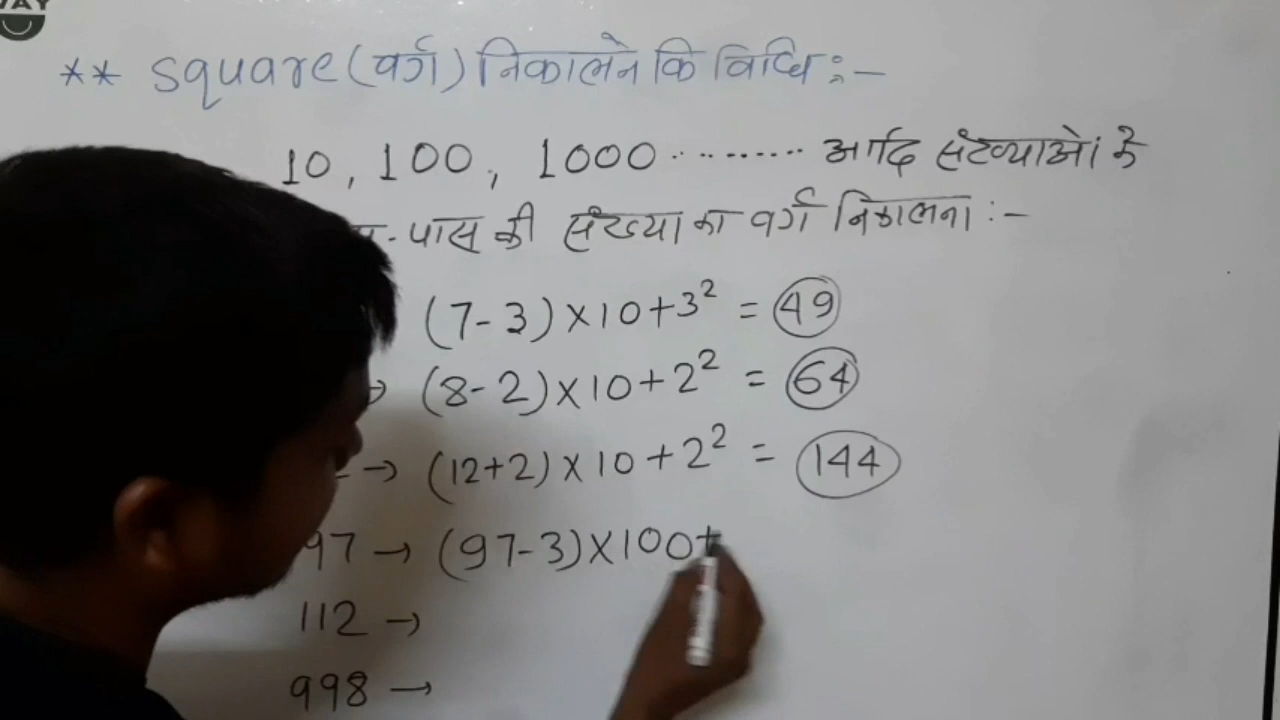 ** square (वर्ग) निकालने कि विधि :-
10, 100, 1000 .......... आदि संख्याओं के
-पास की संख्या का वर्ग निकालना :-
(7-3)×10+3² = 49
→ (8-2)×10+2² = 64
→ (12+2)×10+2² = 144
97 → (97-3)×100+
112 →
998 →